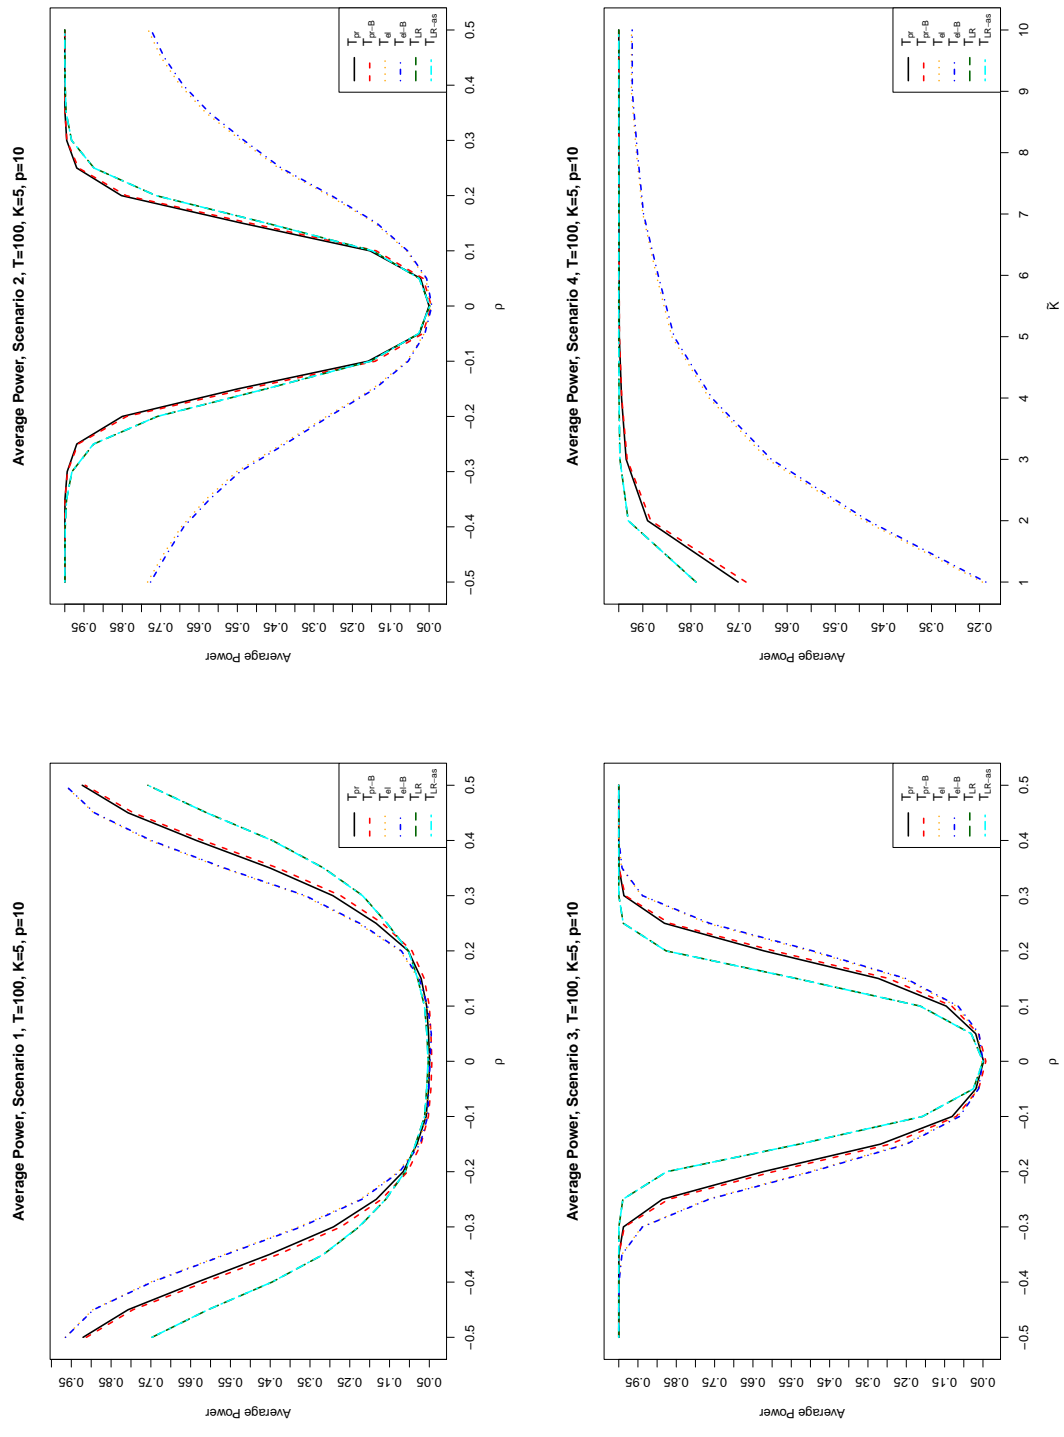 Average Power, Scenario 1, T=100, K=5, p=10
Average Power
0.05 0.15 0.25 0.35 0.45 0.55 0.65 0.75 0.85 0.95
−0.5 −0.4 −0.3 −0.2 −0.1 0 0.1 0.2 0.3 0.4 0.5
ρ
Tpr
Tpr−B
Tel
Tel−B
TLR
TLR−as
Average Power, Scenario 2, T=100, K=5, p=10
Average Power
0.05 0.15 0.25 0.35 0.45 0.55 0.65 0.75 0.85 0.95
−0.5 −0.4 −0.3 −0.2 −0.1 0 0.1 0.2 0.3 0.4 0.5
ρ
Tpr
Tpr−B
Tel
Tel−B
TLR
TLR−as
Average Power, Scenario 3, T=100, K=5, p=10
Average Power
0.05 0.15 0.25 0.35 0.45 0.55 0.65 0.75 0.85 0.95
−0.5 −0.4 −0.3 −0.2 −0.1 0 0.1 0.2 0.3 0.4 0.5
ρ
Tpr
Tpr−B
Tel
Tel−B
TLR
TLR−as
Average Power, Scenario 4, T=100, K=5, p=10
Average Power
0.25 0.35 0.45 0.55 0.65 0.75 0.85 0.95
1 2 3 4 5 6 7 8 9 10
K̃
Tpr
Tpr−B
Tel
Tel−B
TLR
TLR−as